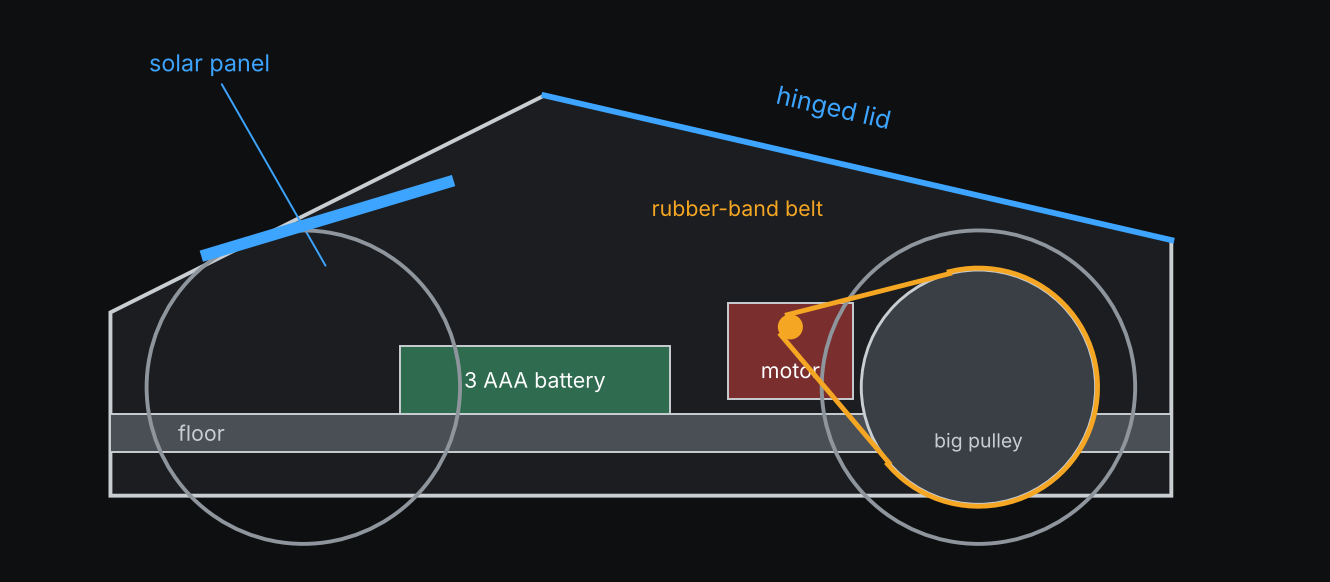 solar panel
hinged lid
rubber-band belt
motor
3 AAA battery
floor
big pulley